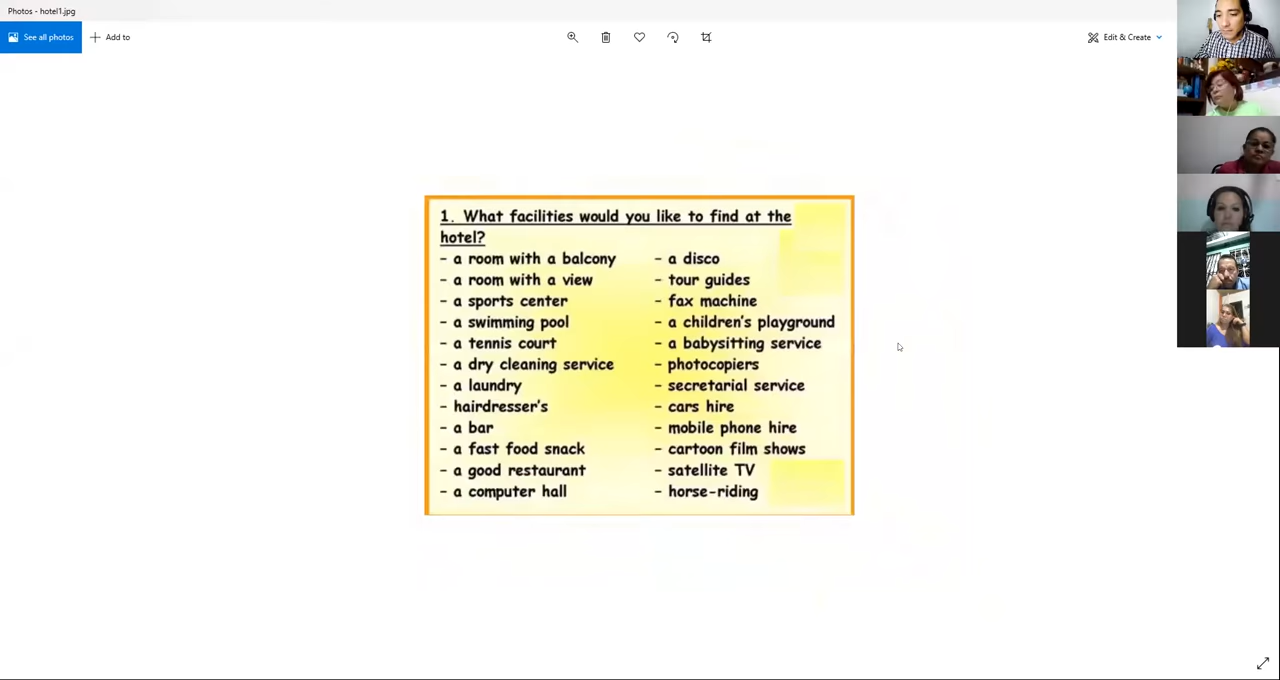 Photos - hotel1.jpg
See all photos
Add to
Edit & Create
1. What facilities would you like to find at the
hotel?
- a room with a balcony
- a room with a view
- a sports center
- a swimming pool
- a tennis court
- a dry cleaning service
- a laundry
- hairdresser's
- a bar
- a fast food snack
- a good restaurant
- a computer hall
- a disco
- tour guides
- fax machine
- a children's playground
- a babysitting service
- photocopiers
- secretarial service
- cars hire
- mobile phone hire
- cartoon film shows
- satellite TV
- horse-riding